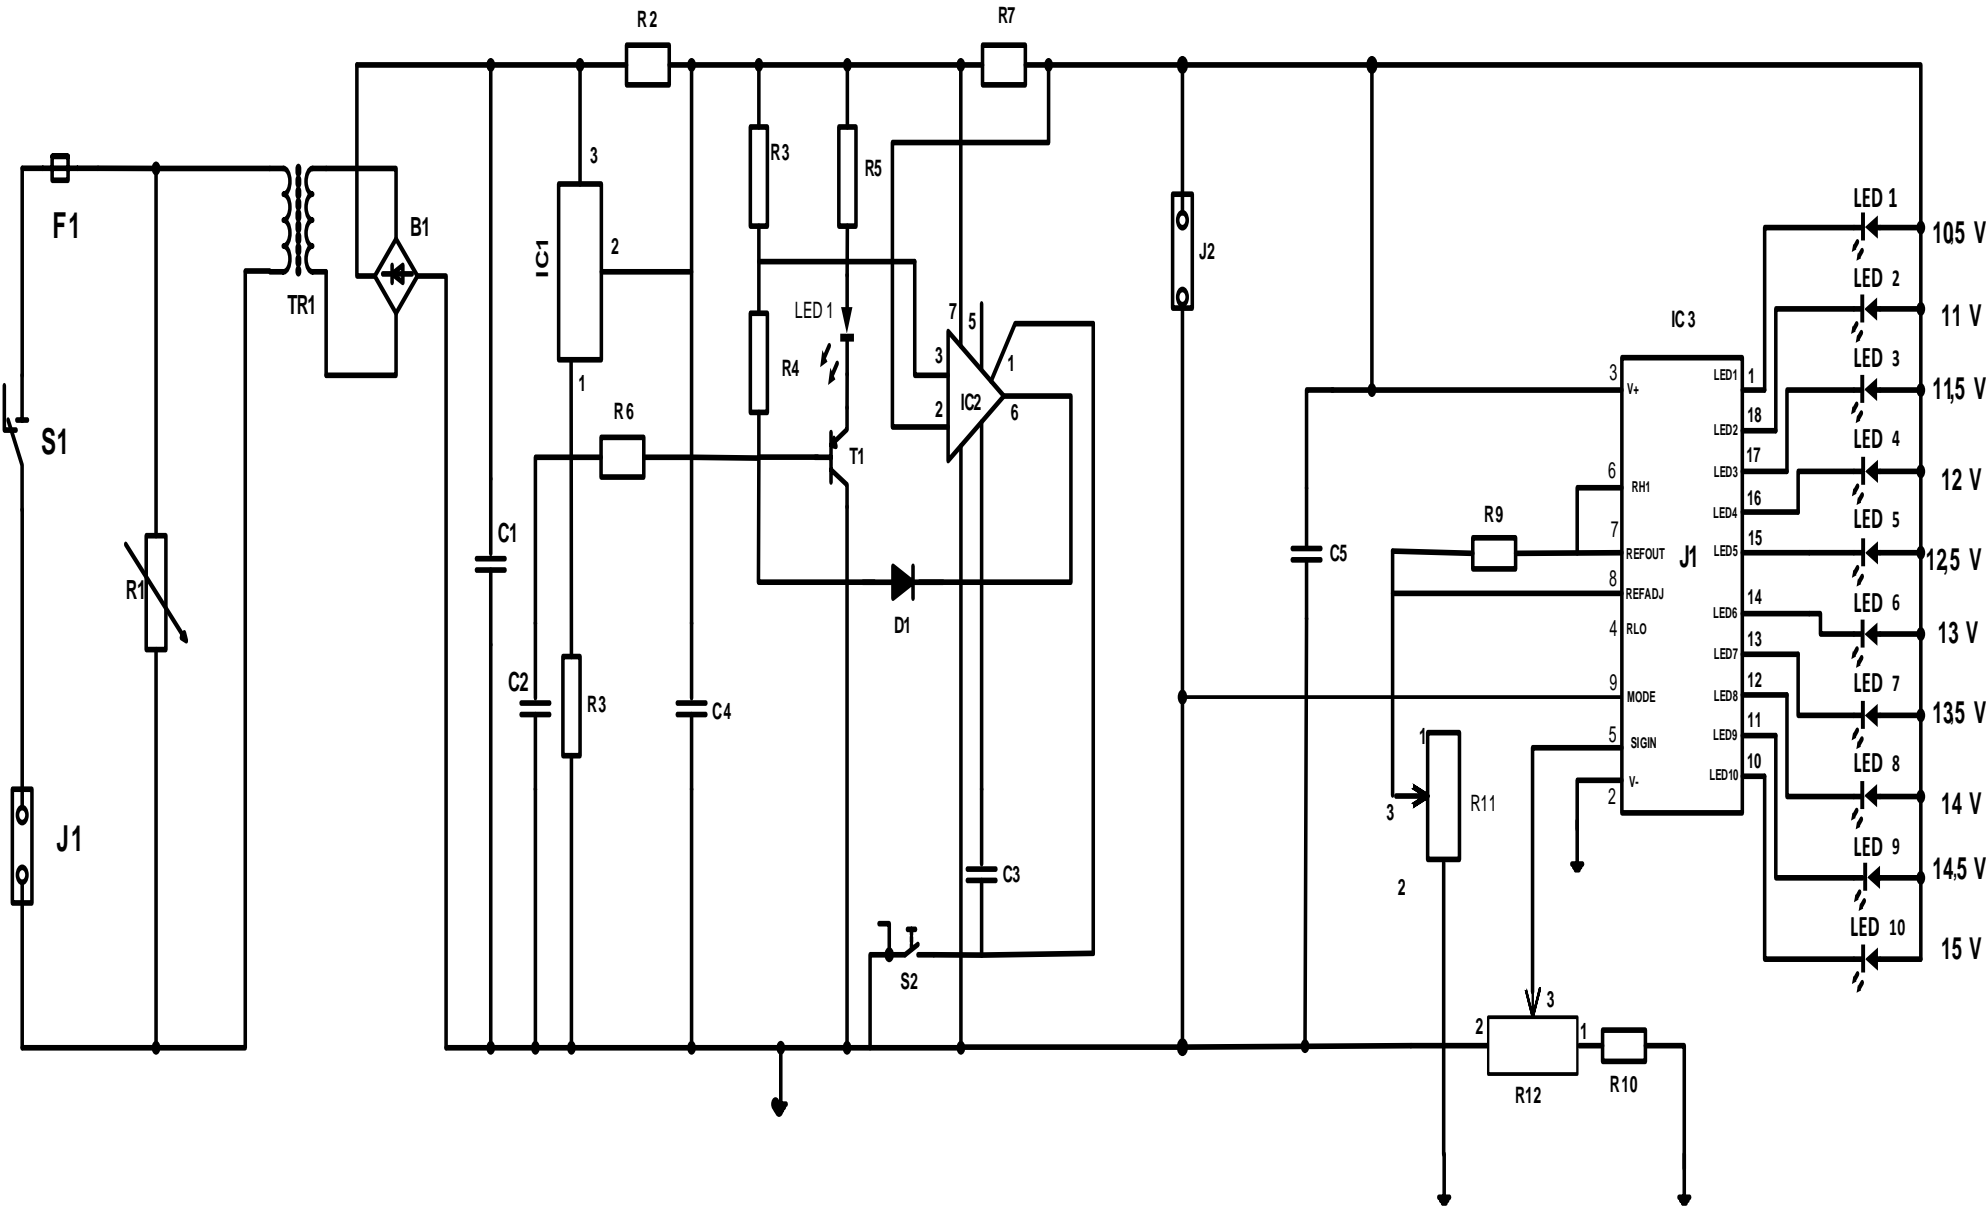 R2
R7
F1
TR1
B1
S1
J1
R1
C1
C2
IC1
3
2
1
R6
R3
C4
R3
R4
R5
LED 1
T1
7
5
3
2
1
6
IC2
D1
C3
S2
J2
C5
R9
1
3
2
R11
2
3
1
R12
R10
IC 3
J1
3
V+
6
RH1
7
REFOUT
8
REFADJ
4
RLO
9
MODE
5
SIGIN
V-
2
LED1
1
LED2
18
LED3
17
LED4
16
LED5
15
LED6
14
LED7
13
LED8
12
LED9
11
LED10
10
LED 1
10,5 V
LED 2
11 V
LED 3
11,5 V
LED 4
12 V
LED 5
12,5 V
LED 6
13 V
LED 7
13,5 V
LED 8
14 V
LED 9
14,5 V
LED 10
15 V